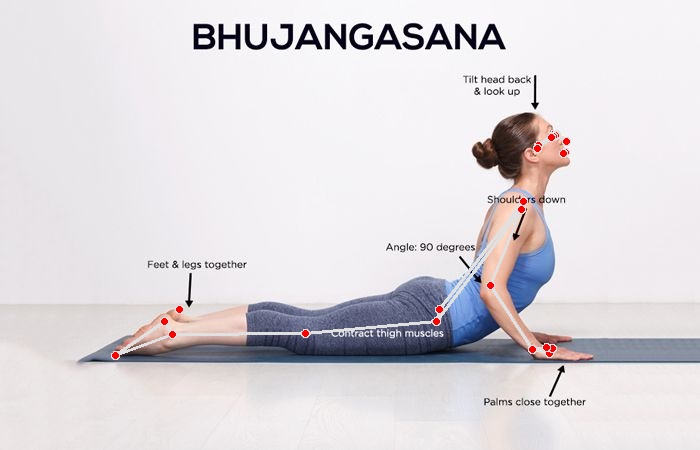 BHUJANGASANA
Tilt head back
& look up
Shoulders down
Angle: 90 degrees
Feet & legs together
Contract thigh muscles
Palms close together